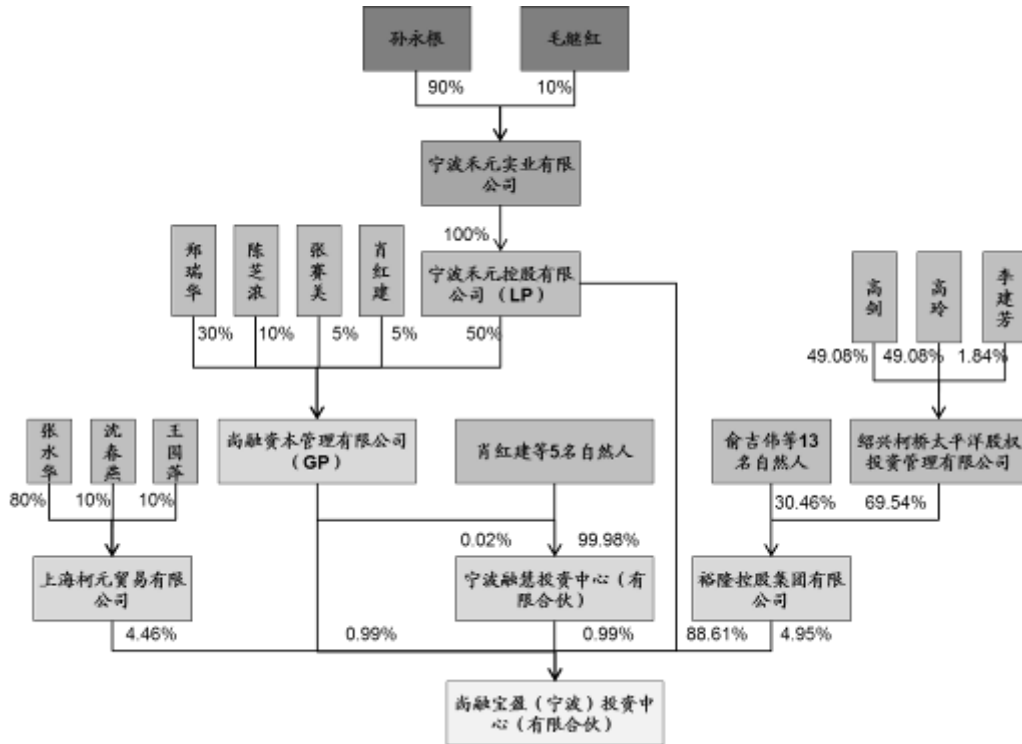 孙永根
毛继红
90%
10%
宁波禾元实业有限
公司
100%
郑瑞华
陈芝浓
张赛美
肖红建
宁波禾元控股有限
公司（LP）
高剑
高玲
李建芳
30%
10%
5%
5%
50%
49.08%
49.08%
1.84%
张水华
沈春燕
王国萍
尚融资本管理有限公司
（GP）
肖红建等5名自然人
俞吉伟等13
名自然人
绍兴柯桥太平洋股权
投资管理有限公司
80%
10%
10%
30.46%
69.54%
0.02%
99.98%
上海柯元贸易有限
公司
宁波融慧投资中心（有
限合伙）
裕隆控股集团有限
公司
4.46%
0.99%
0.99%
88.61%
4.95%
尚融宝盈（宁波）投资中
心（有限合伙）